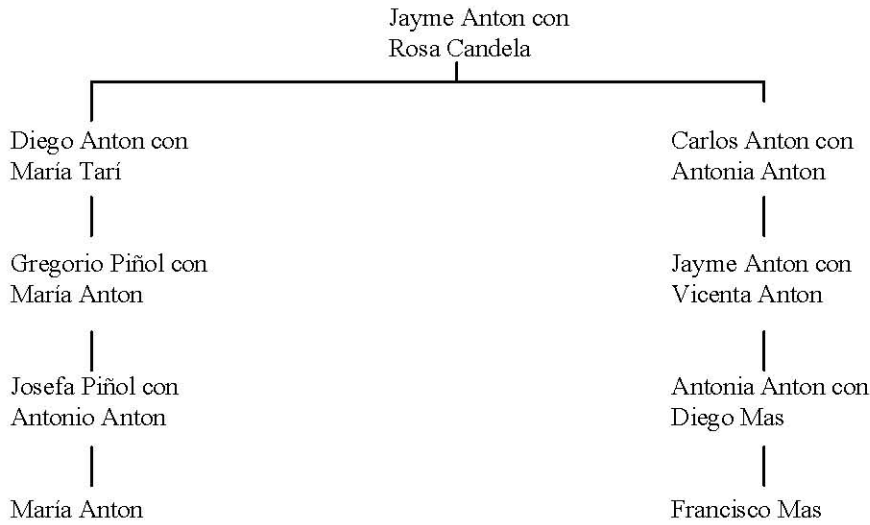 Jayme Anton con
Rosa Candela
Diego Anton con
María Tarí
Carlos Anton con
Antonia Anton
Gregorio Piñol con
María Anton
Jayme Anton con
Vicenta Anton
Josefa Piñol con
Antonio Anton
Antonia Anton con
Diego Mas
María Anton
Francisco Mas